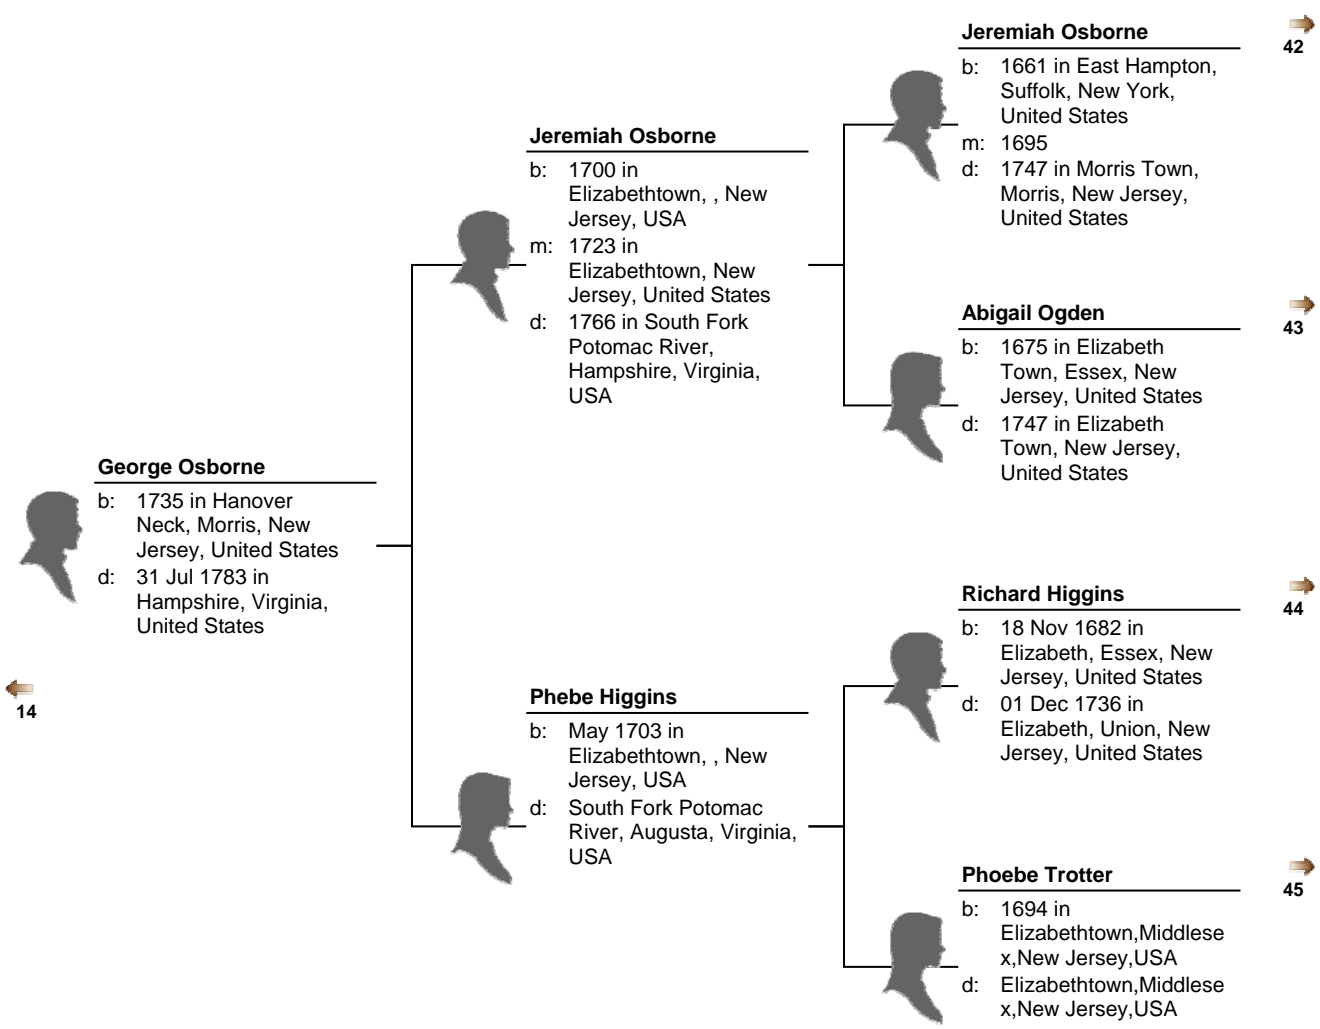 Jeremiah Osborne
b: 1661 in East Hampton,
Suffolk, New York,
United States
m: 1695
d: 1747 in Morris Town,
Morris, New Jersey,
United States
42
Jeremiah Osborne
b: 1700 in
Elizabethtown, , New
Jersey, USA
m: 1723 in
Elizabethtown, New
Jersey, United States
d: 1766 in South Fork
Potomac River,
Hampshire, Virginia,
USA
Abigail Ogden
b: 1675 in Elizabeth
Town, Essex, New
Jersey, United States
d: 1747 in Elizabeth
Town, New Jersey,
United States
43
George Osborne
b: 1735 in Hanover
Neck, Morris, New
Jersey, United States
d: 31 Jul 1783 in
Hampshire, Virginia,
United States
14
Richard Higgins
b: 18 Nov 1682 in
Elizabeth, Essex, New
Jersey, United States
d: 01 Dec 1736 in
Elizabeth, Union, New
Jersey, United States
44
Phebe Higgins
b: May 1703 in
Elizabethtown, , New
Jersey, USA
d: South Fork Potomac
River, Augusta, Virginia,
USA
Phoebe Trotter
b: 1694 in
Elizabethtown,Middlese
x,New Jersey,USA
d: Elizabethtown,Middlese
x,New Jersey,USA
45